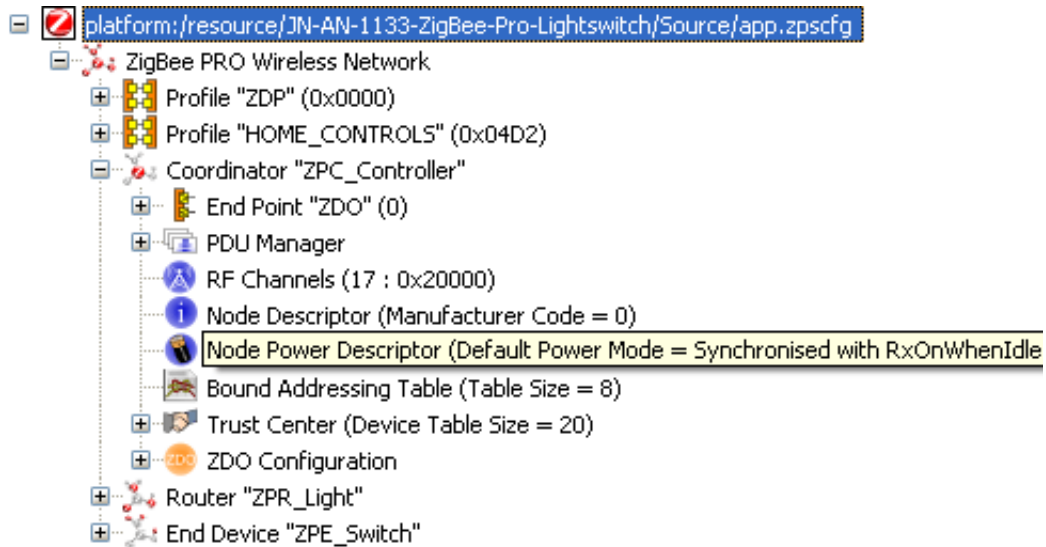 platform:/resource/JN-AN-1133-ZigBee-Pro-Lightswitch/Source/app.zpscfg
ZigBee PRO Wireless Network
Profile "ZDP" (0x0000)
Profile "HOME_CONTROLS" (0x04D2)
Coordinator "ZPC_Controller"
End Point "ZDO" (0)
PDU Manager
RF Channels (17 : 0x20000)
Node Descriptor (Manufacturer Code = 0)
Node Power Descriptor (Default Power Mode = Synchronised with RxOnWhenIdle
Bound Addressing Table (Table Size = 8)
Trust Center (Device Table Size = 20)
ZDO ZDO Configuration
Router "ZPR_Light"
End Device "ZPE_Switch"